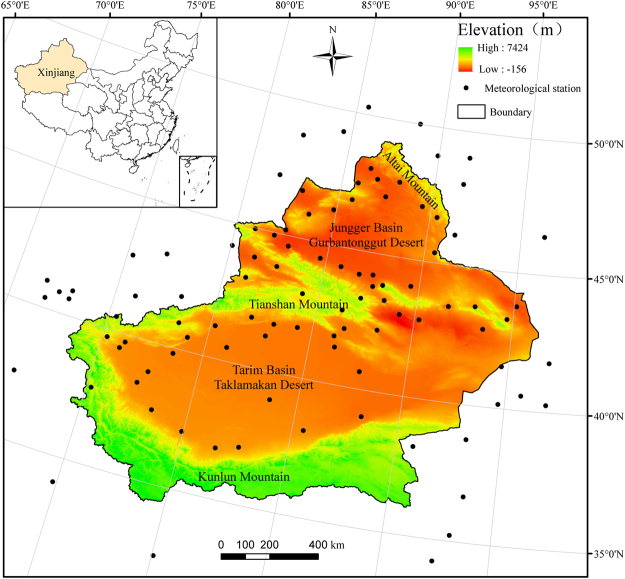 65°0'E 70°0'E 75°0'E 80°0'E 85°0'E 90°0'E 95°0'E
Xinjiang
N
Elevation（m）
High : 7424
Low : -156
Meteorological station
Boundary
50°0'N
Altai Mountain
Jungger Basin
Gurbantonggut Desert
45°0'N
Tianshan Mountain
Tarim Basin
Taklamakan Desert
40°0'N
Kunlun Mountain
0 100 200 400 km
35°0'N